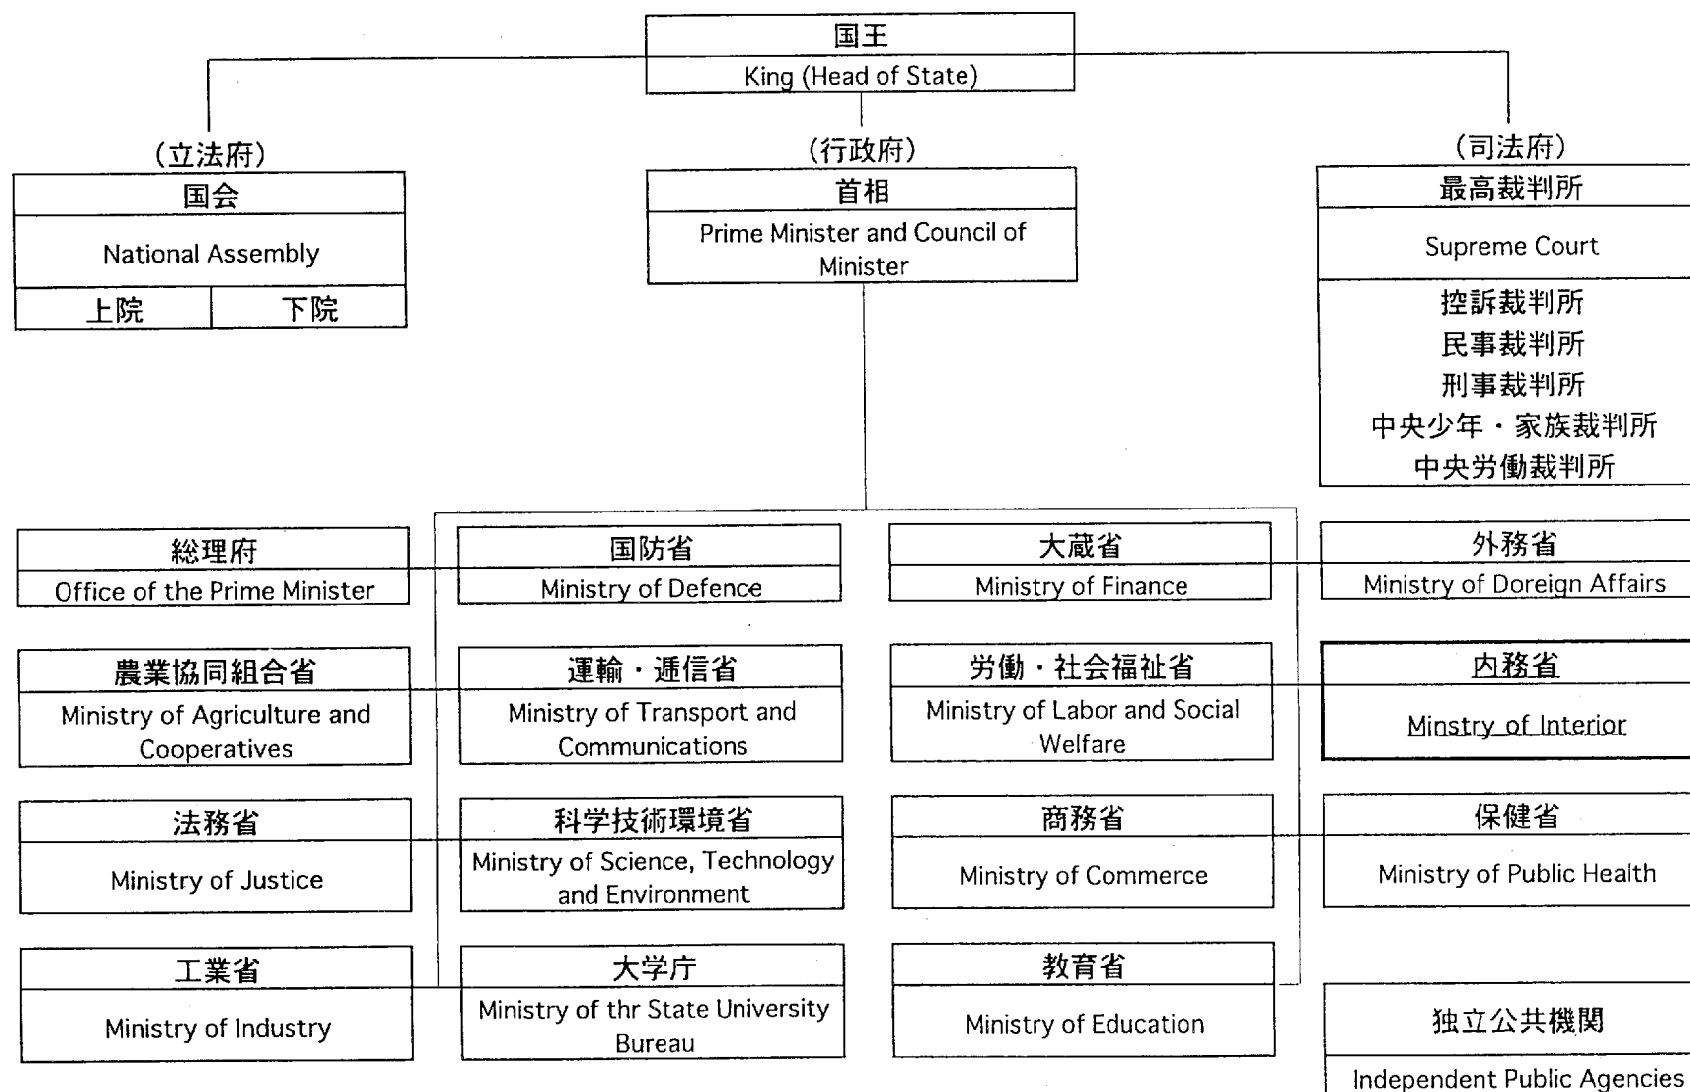 国王
King (Head of State)
(立法府)
国会
National Assembly
上院 下院
(行政府)
首相
Prime Minister and Council of
Minister
(司法府)
最高裁判所
Supreme Court
控訴裁判所
民事裁判所
刑事裁判所
中央少年・家族裁判所
中央労働裁判所
総理府
Office of the Prime Minister
国防省
Ministry of Defence
大蔵省
Ministry of Finance
外務省
Ministry of Doreign Affairs
農業協同組合省
Ministry of Agriculture and
Cooperatives
運輸・逓信省
Ministry of Transport and
Communications
労働・社会福祉省
Ministry of Labor and Social
Welfare
内務省
Minstry of Interior
法務省
Ministry of Justice
科学技術環境省
Ministry of Science, Technology
and Environment
商務省
Ministry of Commerce
保健省
Ministry of Public Health
工業省
Ministry of Industry
大学庁
Ministry of thr State University
Bureau
教育省
Ministry of Education
独立公共機関
Independent Public Agencies